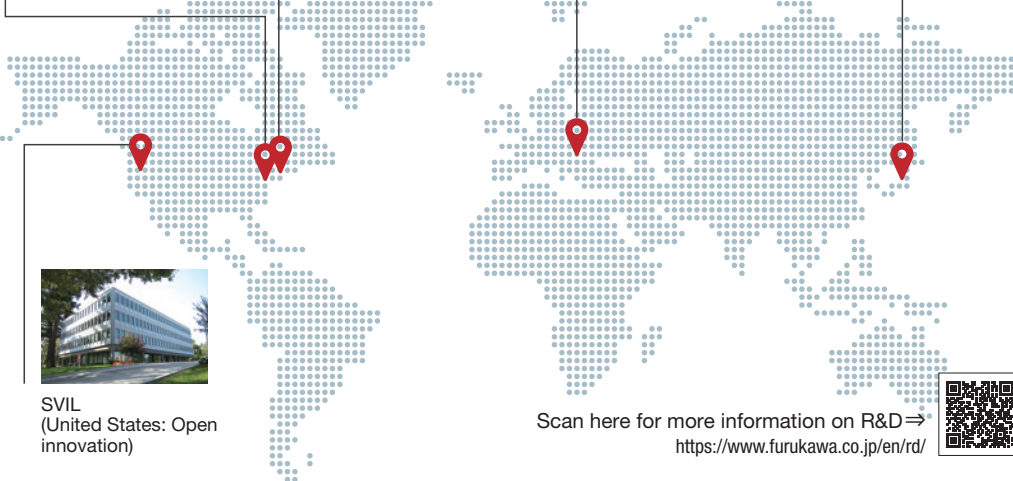 SVIL
(United States: Open
innovation)
Scan here for more information on R&D⇒
https://www.furukawa.co.jp/en/rd/